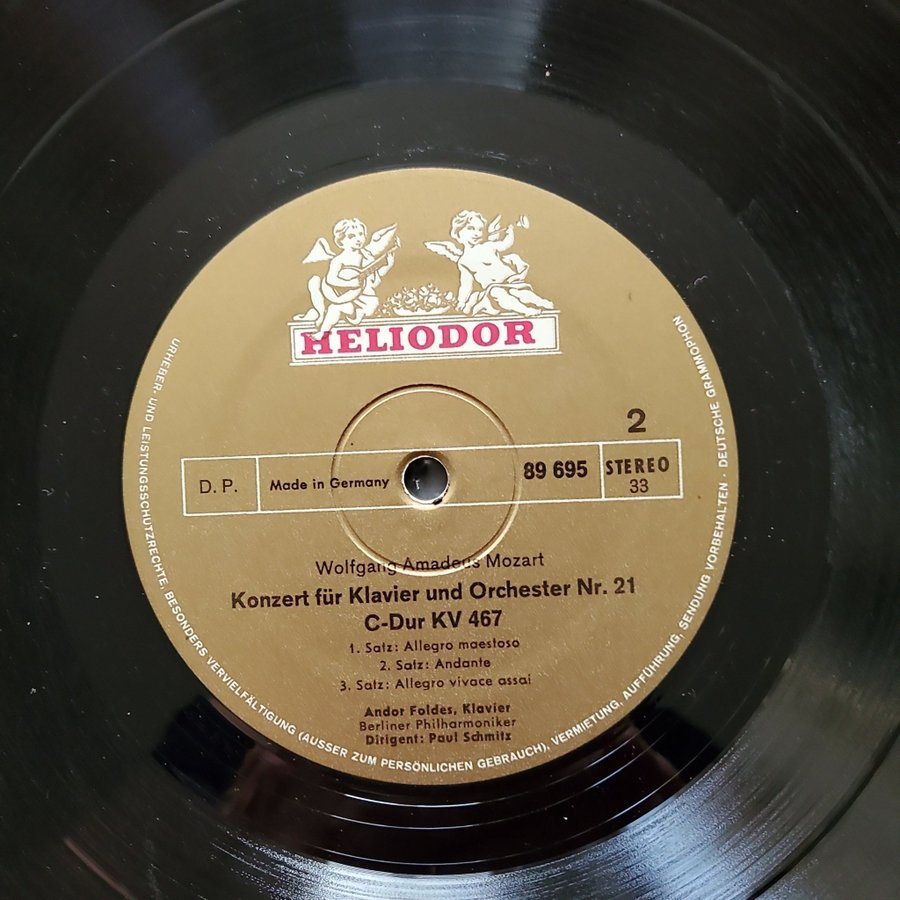 HELIODOR
2
D. P.
Made in Germany
89 695
STEREO
33
Wolfgang Amadeus Mozart
Konzert für Klavier und Orchester Nr. 21
C-Dur KV 467
1. Satz: Allegro maestoso
2. Satz: Andante
3. Satz: Allegro vivace assai
Andor Foldes, Klavier
Berliner Philharmoniker
Dirigent: Paul Schmitz
URHEBER- UND LEISTUNGSSCHUTZRECHTE, BESONDERS VERVIELFÄLTIGUNG (AUSSER ZUM PERSÖNLICHEN GEBRAUCH), VERMIETUNG, AUFFÜHRUNG, SENDUNG VORBEHALTEN · DEUTSCHE GRAMMOPHON